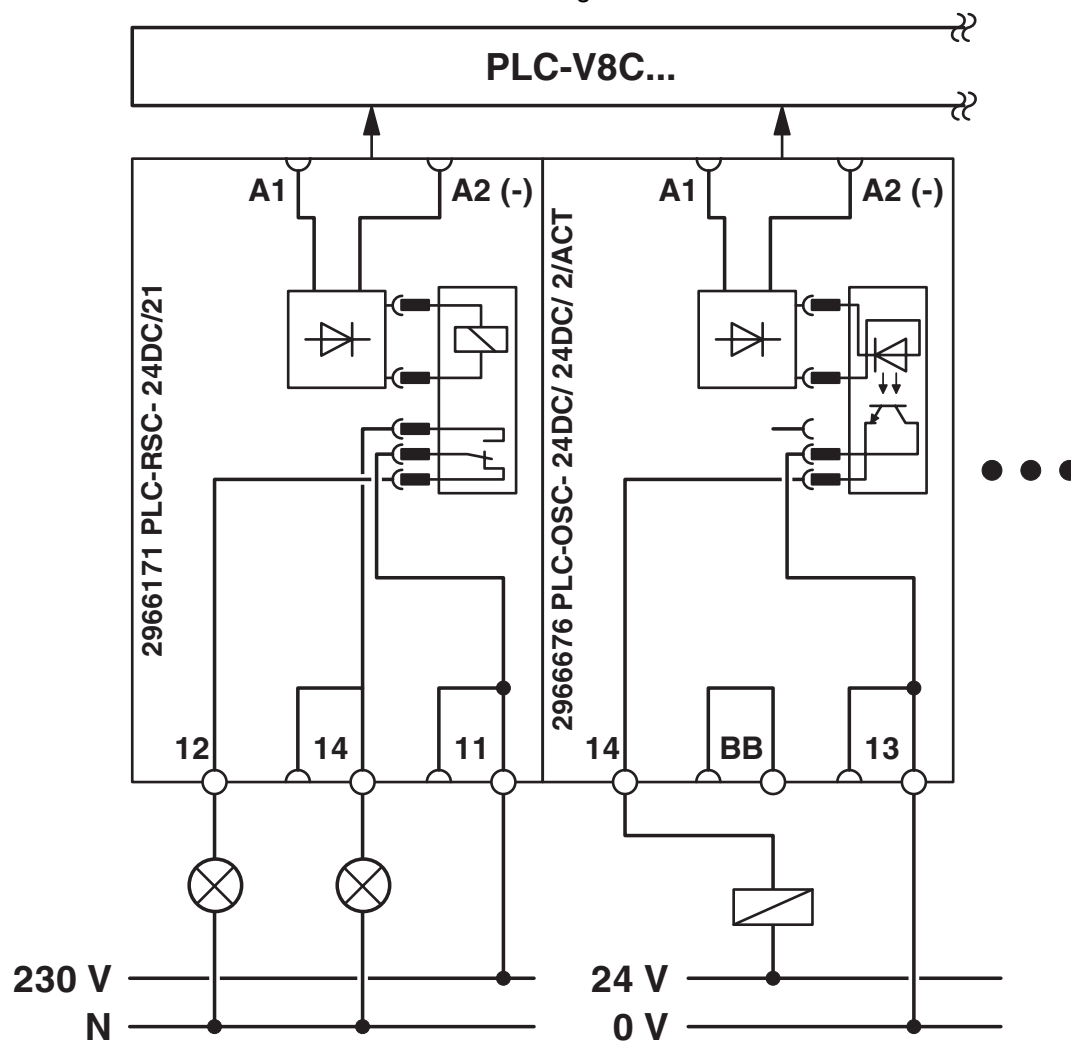 PLC-V8C...
A1
A2 (-)
A1
A2 (-)
2966171 PLC-RSC- 24DC/21
2966676 PLC-OSC- 24DC/ 24DC/ 2/ACT
12
14
11
14
BB
13
230 V
24 V
N
0 V